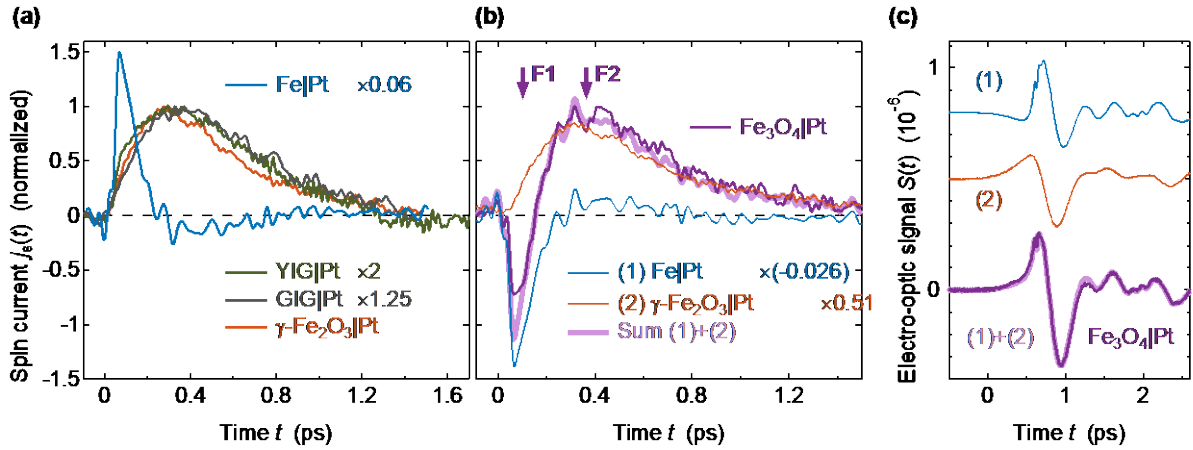 (a)
(b)
(c)
Spin current jₛ(t) (normalized)
1.5
1
0.5
0
-0.5
-1
-1.5
Fe|Pt ×0.06
YIG|Pt ×2
GIG|Pt ×1.25
γ-Fe₂O₃|Pt
0 0.4 0.8 1.2 1.6
Time t (ps)
F1 F2
Fe₃O₄|Pt
(1) Fe|Pt ×(-0.026)
(2) γ-Fe₂O₃|Pt ×0.51
Sum (1)+(2)
0 0.4 0.8 1.2
Time t (ps)
Electro-optic signal S(t) (10⁻⁶)
1
0
(1)
(2)
(1)+(2) Fe₃O₄|Pt
0 1 2
Time t (ps)